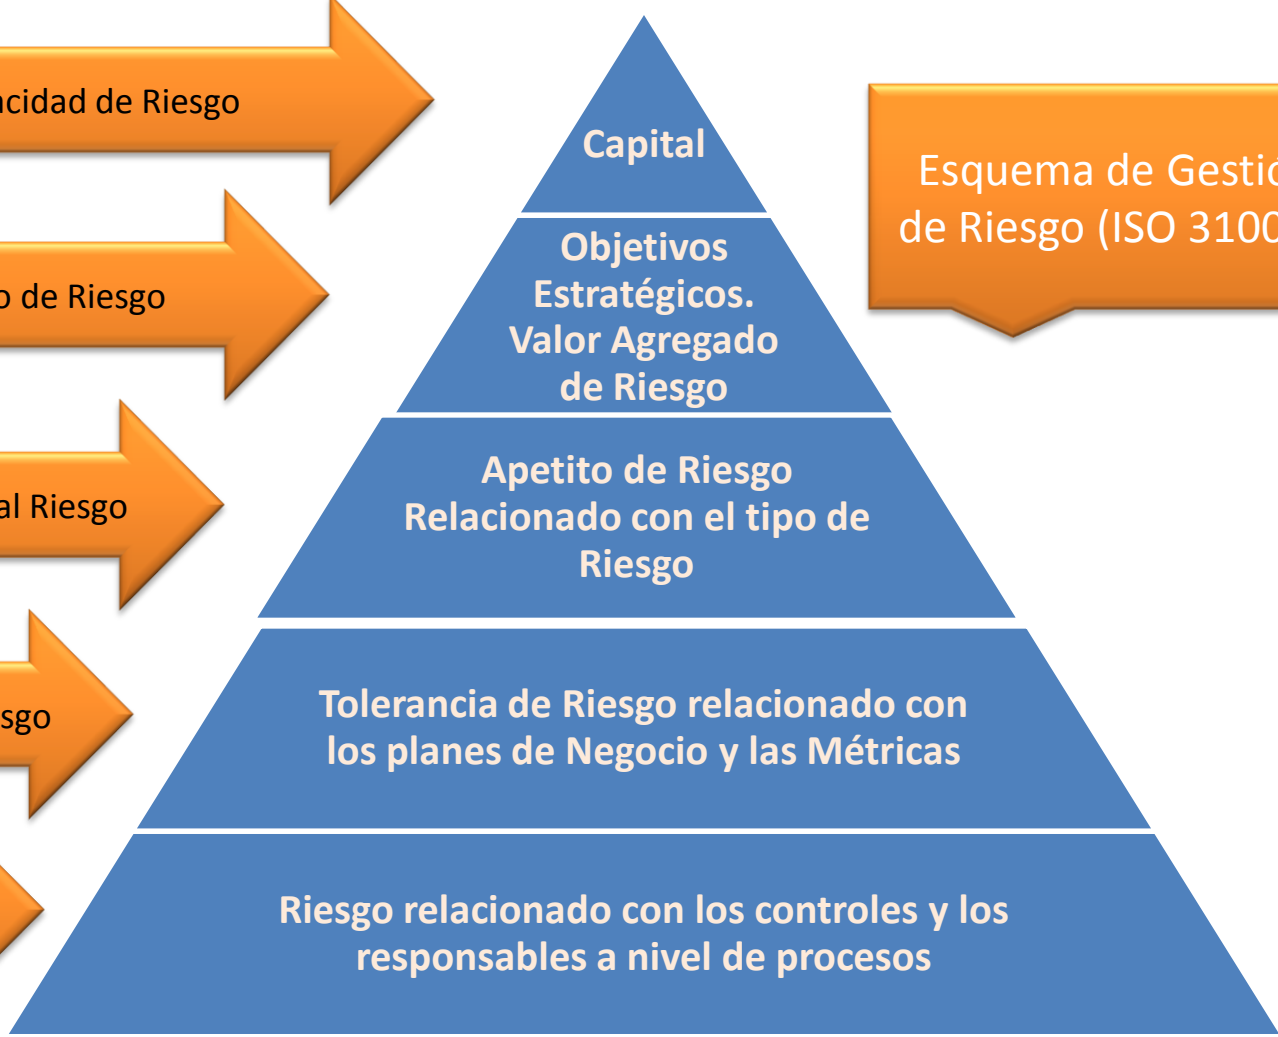 acidad de Riesgo
o de Riesgo
al Riesgo
sgo
Capital
Objetivos
Estratégicos.
Valor Agregado
de Riesgo
Apetito de Riesgo
Relacionado con el tipo de
Riesgo
Tolerancia de Riesgo relacionado con
los planes de Negocio y las Métricas
Riesgo relacionado con los controles y los
responsables a nivel de procesos
Esquema de Gestió
de Riesgo (ISO 3100